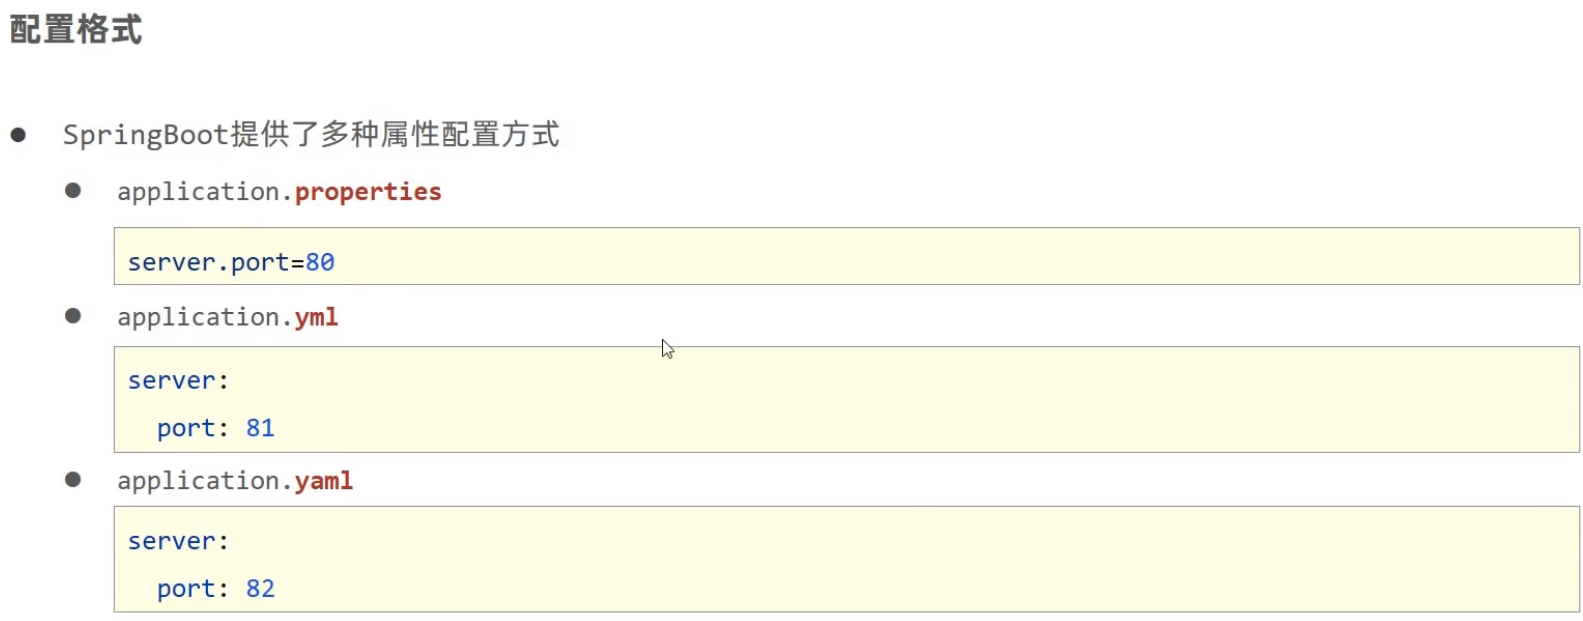 配置格式
SpringBoot提供了多种属性配置方式
application.properties
server.port=80
application.yml
server:
  port: 81
application.yaml
server:
  port: 82